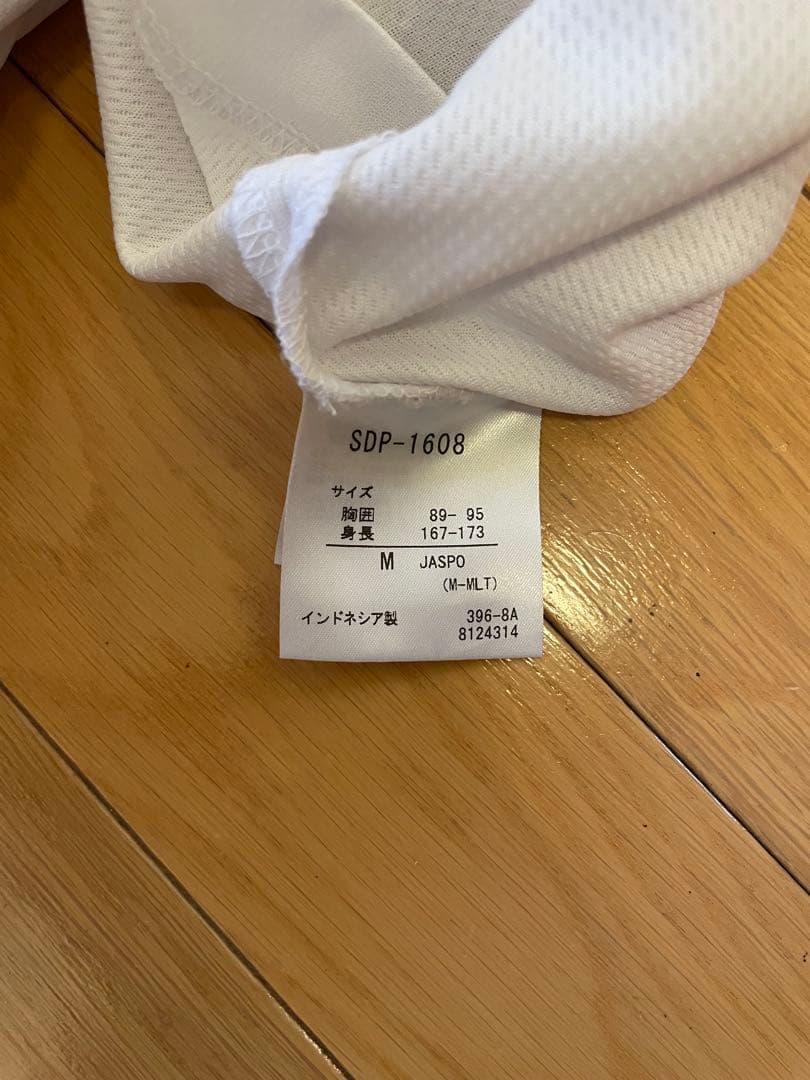 SDP-1608
サイズ
胸囲 89- 95
身長 167-173
M JASPO
(M-MLT)
インドネシア製 396-8A
8124314